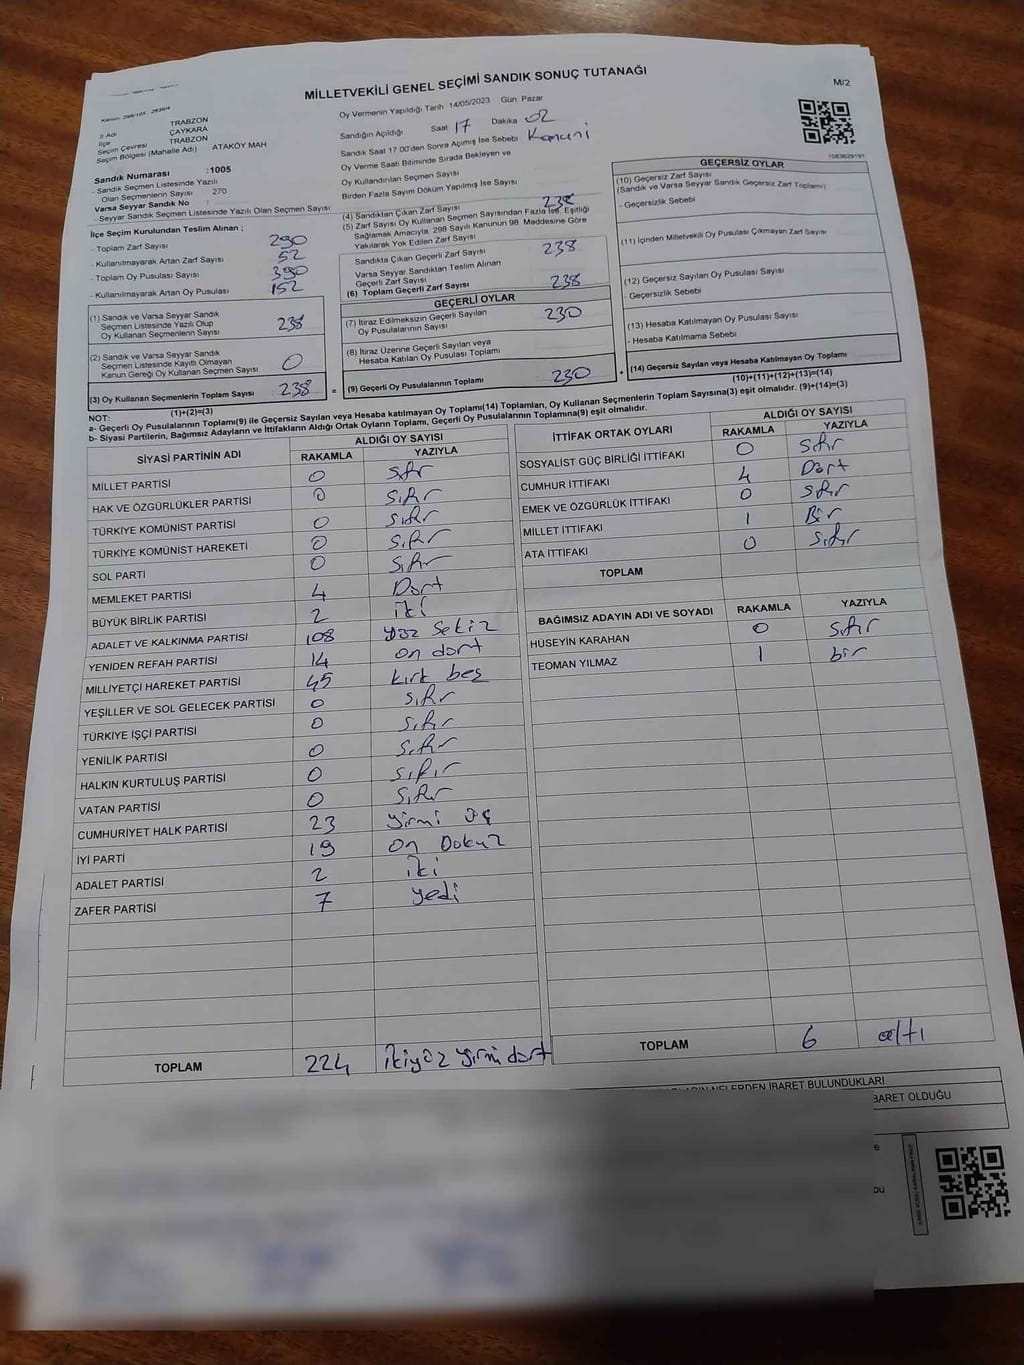 MİLLETVEKİLİ GENEL SEÇİMİ SANDIK SONUÇ TUTANAĞI
M/2
Oy Vermenin Yapıldığı Tarih 14/05/2023 Gün: Pazar
İl Adı TRABZON
İlçe ÇAYKARA
Seçim Çevresi TRABZON
Seçim Bölgesi (Mahalle Adı) ATAKÖY MAH
Sandık Numarası :1005
- Sandık Seçmen Listesinde Yazılı
Olan Seçmenlerin Sayısı 270
Varsa Seyyar Sandık No :
- Seyyar Sandık Seçmen Listesinde Yazılı Olan Seçmen Sayısı
Sandığın Açıldığı Saat 17 Dakika 02
Sandık Saat 17.00'den Sonra Açılmış İse Sebebi Kanuni
Oy Verme Saati Bitiminde Sırada Bekleyen ve
Oy Kullandırılan Seçmen Sayısı
Birden Fazla Sayım Döküm Yapılmış İse Sayısı
İlçe Seçim Kurulundan Teslim Alınan ;
- Toplam Zarf Sayısı 290
- Kullanılmayarak Artan Zarf Sayısı 52
- Toplam Oy Pusulası Sayısı 390
- Kullanılmayarak Artan Oy Pusulası 152
(1) Sandık ve Varsa Seyyar Sandık
Seçmen Listesinde Yazılı Olup
Oy Kullanan Seçmenlerin Sayısı 238
(2) Sandık ve Varsa Seyyar Sandık
Seçmen Listesinde Kayıtlı Olmayan
Kanun Gereği Oy Kullanan Seçmen Sayısı 0
(3) Oy Kullanan Seçmenlerin Toplam Sayısı 238
(1)+(2)=(3)
(4) Sandıktan Çıkan Zarf Sayısı 238
(5) Zarf Sayısı Oy Kullanan Seçmen Sayısından Fazla İse, Eşitliği
Sağlamak Amacıyla, 298 Sayılı Kanunun 98. Maddesine Göre
Yakılarak Yok Edilen Zarf Sayısı
Sandıkta Çıkan Geçerli Zarf Sayısı 238
Varsa Seyyar Sandıktan Teslim Alınan
Geçerli Zarf Sayısı
(6) Toplam Geçerli Zarf Sayısı 238
GEÇERLİ OYLAR
(7) İtiraz Edilmeksizin Geçerli Sayılan
Oy Pusulalarının Sayısı 230
(8) İtiraz Üzerine Geçerli Sayılan veya
Hesaba Katılan Oy Pusulası Toplamı
= (9) Geçerli Oy Pusulalarının Toplamı 230 +
GEÇERSİZ OYLAR
(10) Geçersiz Zarf Sayısı
(Sandık ve Varsa Seyyar Sandık Geçersiz Zarf Toplamı)
- Geçersizlik Sebebi
(11) İçinden Milletvekili Oy Pusulası Çıkmayan Zarf Sayısı
(12) Geçersiz Sayılan Oy Pusulası Sayısı
- Geçersizlik Sebebi
(13) Hesaba Katılmayan Oy Pusulası Sayısı
- Hesaba Katılmama Sebebi
(14) Geçersiz Sayılan veya Hesaba Katılmayan Oy Toplamı
(10)+(11)+(12)+(13)=(14)
NOT:
a- Geçerli Oy Pusulalarının Toplamı(9) ile Geçersiz Sayılan veya Hesaba katılmayan Oy Toplamı(14) Toplamları, Oy Kullanan Seçmenlerin Toplam Sayısına(3) eşit olmalıdır. (9)+(14)=(3)
b- Siyasi Partilerin, Bağımsız Adayların ve İttifakların Aldığı Ortak Oyların Toplamı, Geçerli Oy Pusulalarının Toplamına(9) eşit olmalıdır.
SİYASİ PARTİNİN ADI ALDIĞI OY SAYISI
RAKAMLA YAZIYLA
MİLLET PARTİSİ 0 sıfır
HAK VE ÖZGÜRLÜKLER PARTİSİ 0 sıfır
TÜRKİYE KOMÜNİST PARTİSİ 0 sıfır
TÜRKİYE KOMÜNİST HAREKETİ 0 sıfır
SOL PARTİ 0 sıfır
MEMLEKET PARTİSİ 4 Dört
BÜYÜK BİRLİK PARTİSİ 2 iki
ADALET VE KALKINMA PARTİSİ 108 yüz sekiz
YENİDEN REFAH PARTİSİ 14 on dört
MİLLİYETÇİ HAREKET PARTİSİ 45 kırk beş
YEŞİLLER VE SOL GELECEK PARTİSİ 0 sıfır
TÜRKİYE İŞÇİ PARTİSİ 0 sıfır
YENİLİK PARTİSİ 0 sıfır
HALKIN KURTULUŞ PARTİSİ 0 sıfır
VATAN PARTİSİ 0 sıfır
CUMHURİYET HALK PARTİSİ 23 yirmi üç
İYİ PARTİ 19 on Dokuz
ADALET PARTİSİ 2 iki
ZAFER PARTİSİ 7 yedi
TOPLAM 224 ikiyüz yirmi dört
İTTİFAK ORTAK OYLARI ALDIĞI OY SAYISI
RAKAMLA YAZIYLA
SOSYALİST GÜÇ BİRLİĞİ İTTİFAKI 0 sıfır
CUMHUR İTTİFAKI 4 Dört
EMEK VE ÖZGÜRLÜK İTTİFAKI 0 sıfır
MİLLET İTTİFAKI 1 Bir
ATA İTTİFAKI 0 sıfır
TOPLAM
BAĞIMSIZ ADAYIN ADI VE SOYADI RAKAMLA YAZIYLA
HÜSEYİN KARAHAN 0 sıfır
TEOMAN YILMAZ 1 bir
TOPLAM 6 altı
NELERDEN İBARET BULUNDUKLARI
BARET OLDUĞU